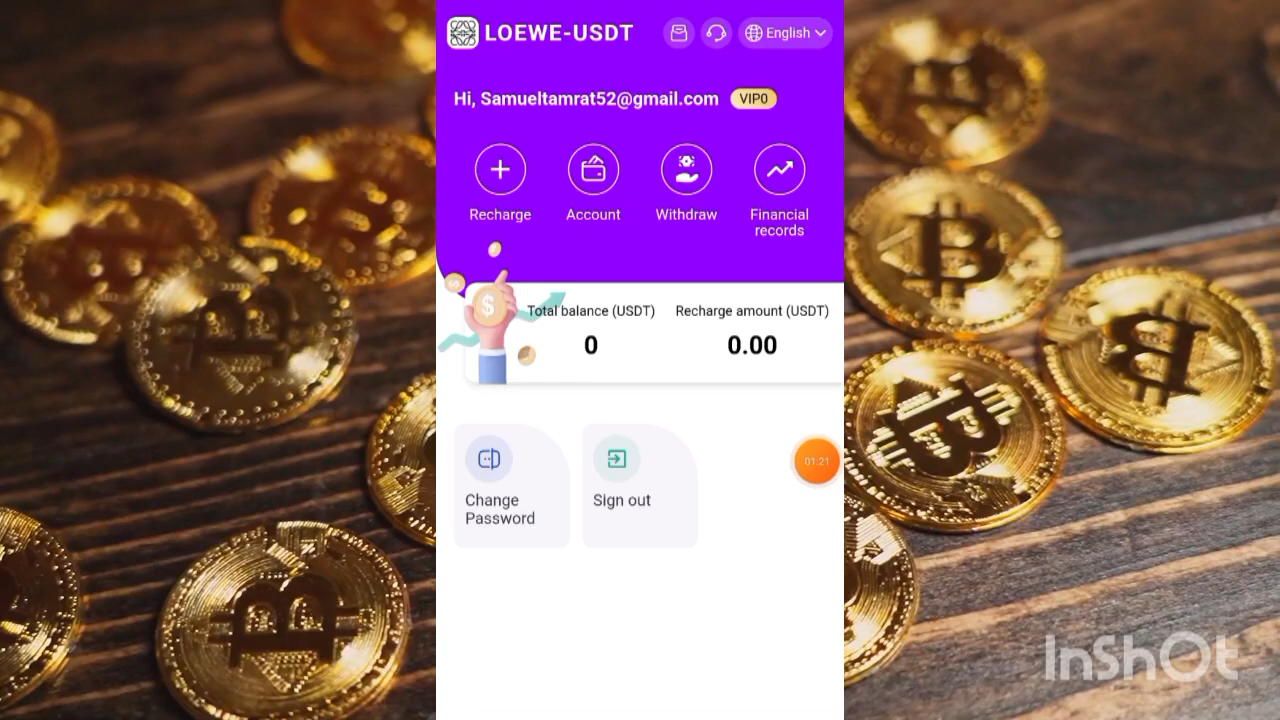 LOEWE-USDT
English
Hi, Samueltamrat52@gmail.com
VIP0
Recharge
Account
Withdraw
Financial
records
Total balance (USDT)
Recharge amount (USDT)
0
0.00
01:21
Change
Password
Sign out
InShOt